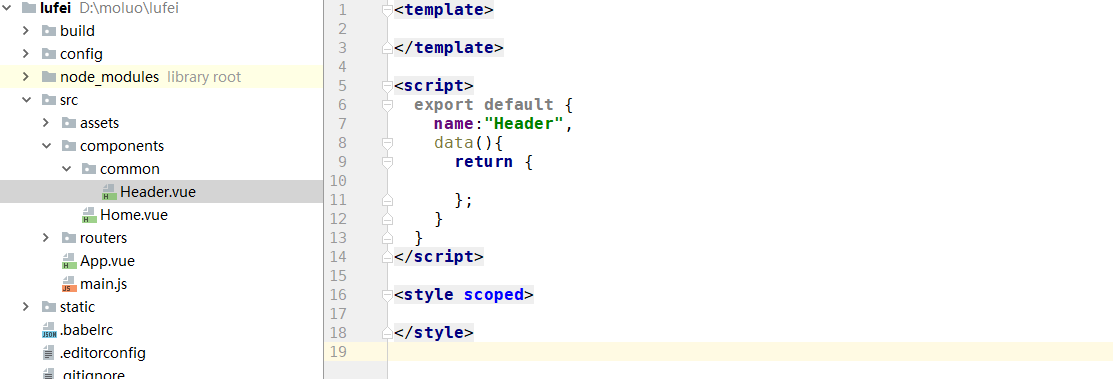 lufei D:\moluo\lufei
build
config
node_modules library root
src
assets
components
common
Header.vue
Home.vue
routers
App.vue
main.js
static
.babelrc
.editorconfig
.gitignore
1 <template>
2
3 </template>
4
5 <script>
6 export default {
7 name:"Header",
8 data(){
9 return {
10
11 };
12 }
13 }
14 </script>
15
16 <style scoped>
17
18 </style>
19